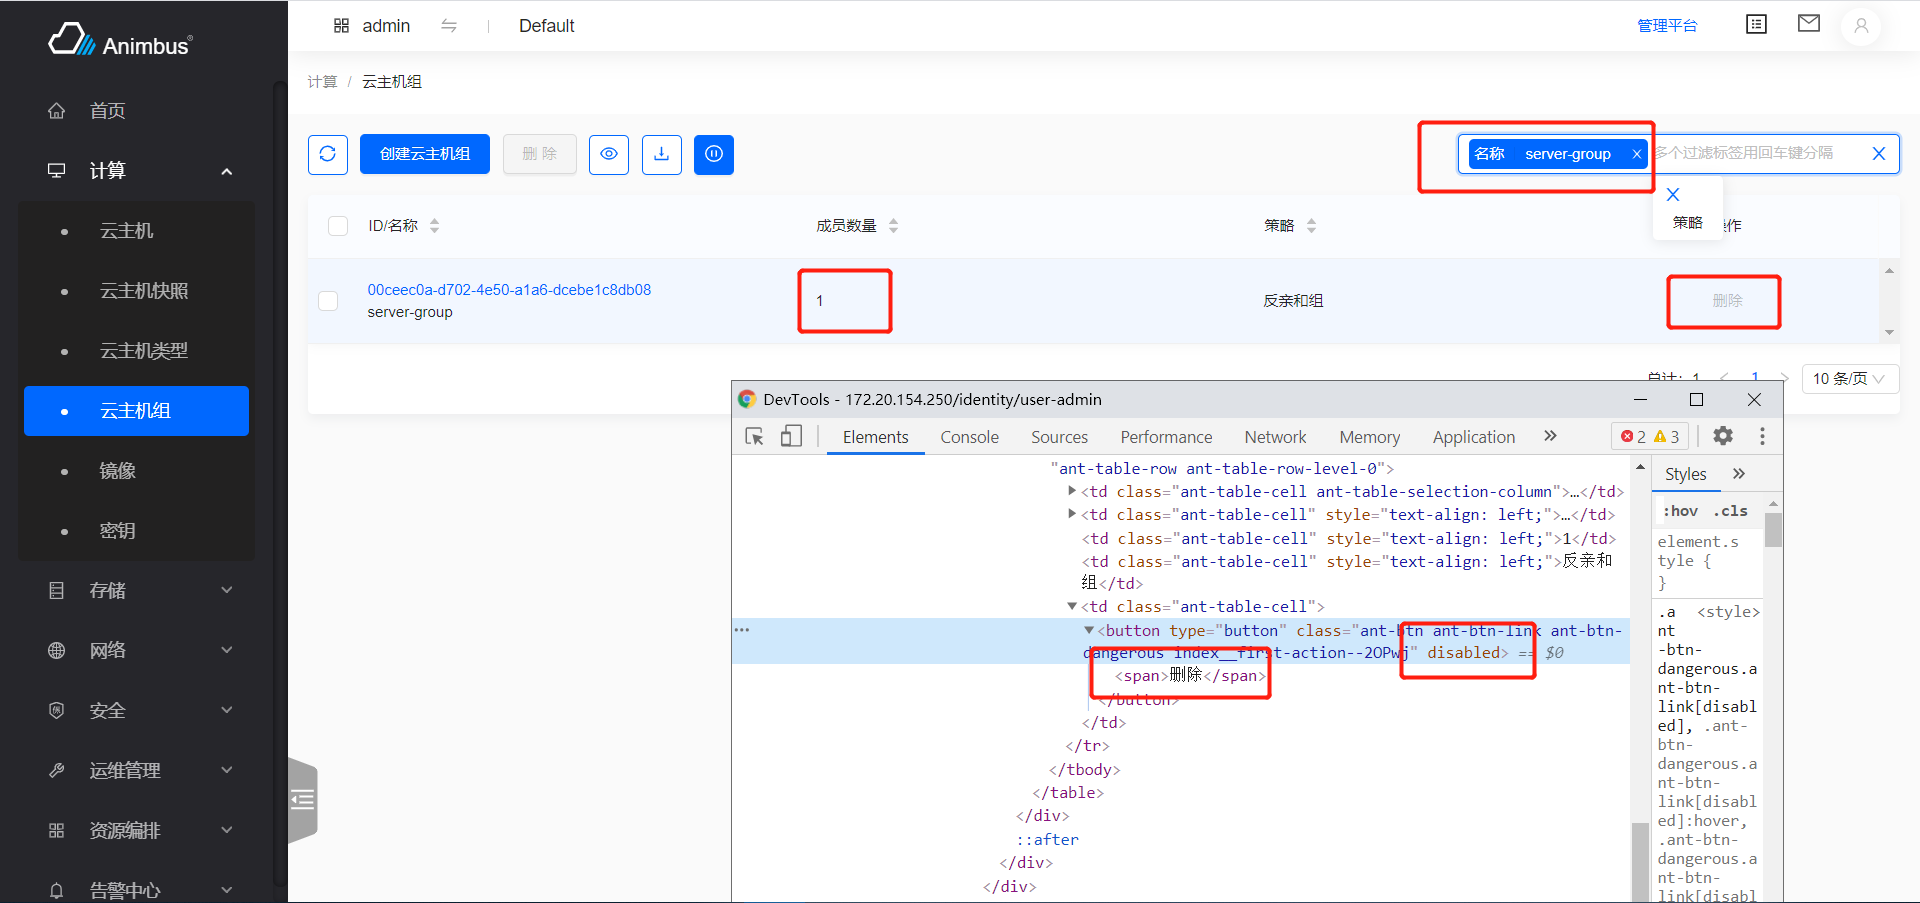 Animbus®
首页
计算
云主机
云主机快照
云主机类型
云主机组
镜像
密钥
存储
网络
安全
运维管理
资源编排
告警中心
admin
Default
管理平台
计算 / 云主机组
创建云主机组
删 除
名称 server-group ×
多个过滤标签用回车键分隔
策略
ID/名称
成员数量
策略
作
00ceec0a-d702-4e50-a1a6-dcebe1c8db08
server-group
1
反亲和组
删除
总计: 1 < 1 >
10 条/页
DevTools - 172.20.154.250/identity/user-admin
Elements Console Sources Performance Network Memory Application » 2 3
"ant-table-row ant-table-row-level-0">
<td class="ant-table-cell ant-table-selection-column">…</td>
<td class="ant-table-cell" style="text-align: left;">…</td>
<td class="ant-table-cell" style="text-align: left;">1</td>
<td class="ant-table-cell" style="text-align: left;">反亲和
组</td>
<td class="ant-table-cell">
<button type="button" class="ant-btn ant-btn-link ant-btn-
dangerous index__first-action--2OPwj" disabled> == $0
<span>删除</span>
</button>
</td>
</tr>
</tbody>
</table>
</div>
::after
</div>
</div>
Styles »
:hov .cls
element.s
tyle {
}
.a <style>
nt
-btn-
dangerous.a
nt-btn-
link[disabl
ed], .ant-
btn-
dangerous.a
nt-btn-
link[disabl
ed]:hover,
.ant-btn-
dangerous.a
nt-btn-
link[disabl